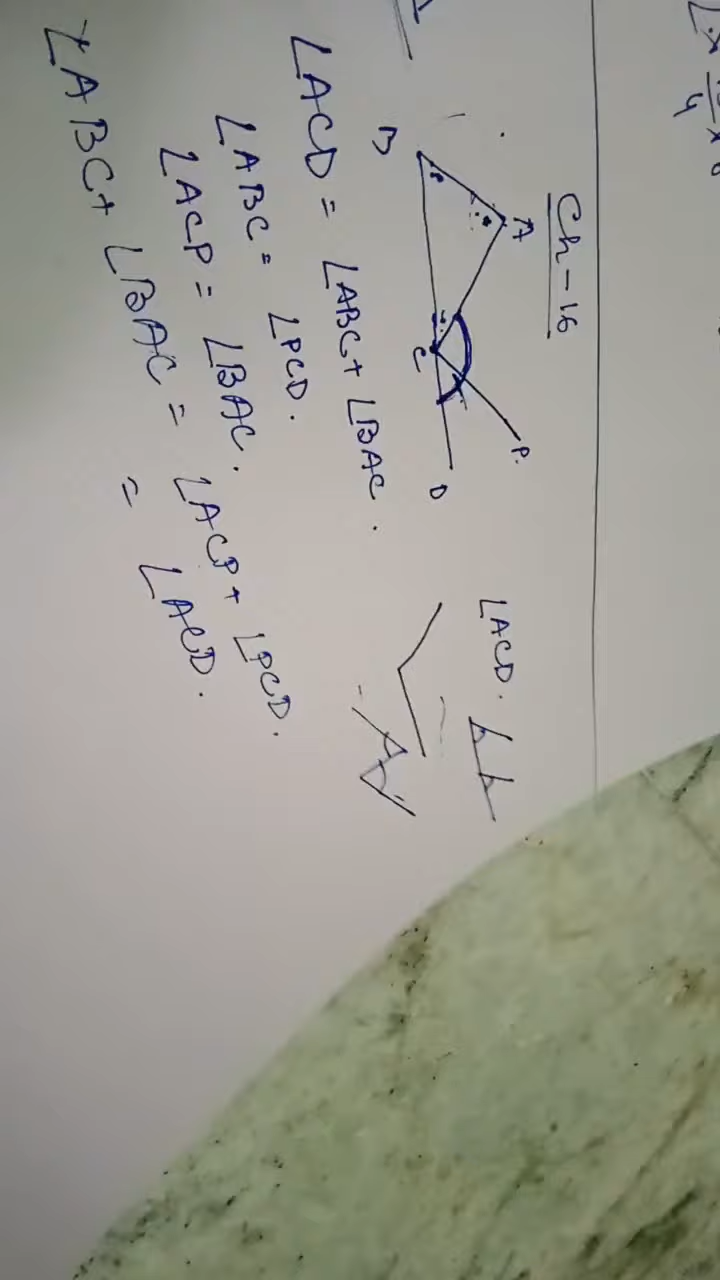 Ch-16
A
B
C
D
P.
∠ACD.
∠ACD = ∠ABC + ∠BAC.
∠ABC = ∠PCD.
∠ACP = ∠BAC.
∠ABC + ∠BAC = ∠ACP + ∠PCD.
= ∠ACD.